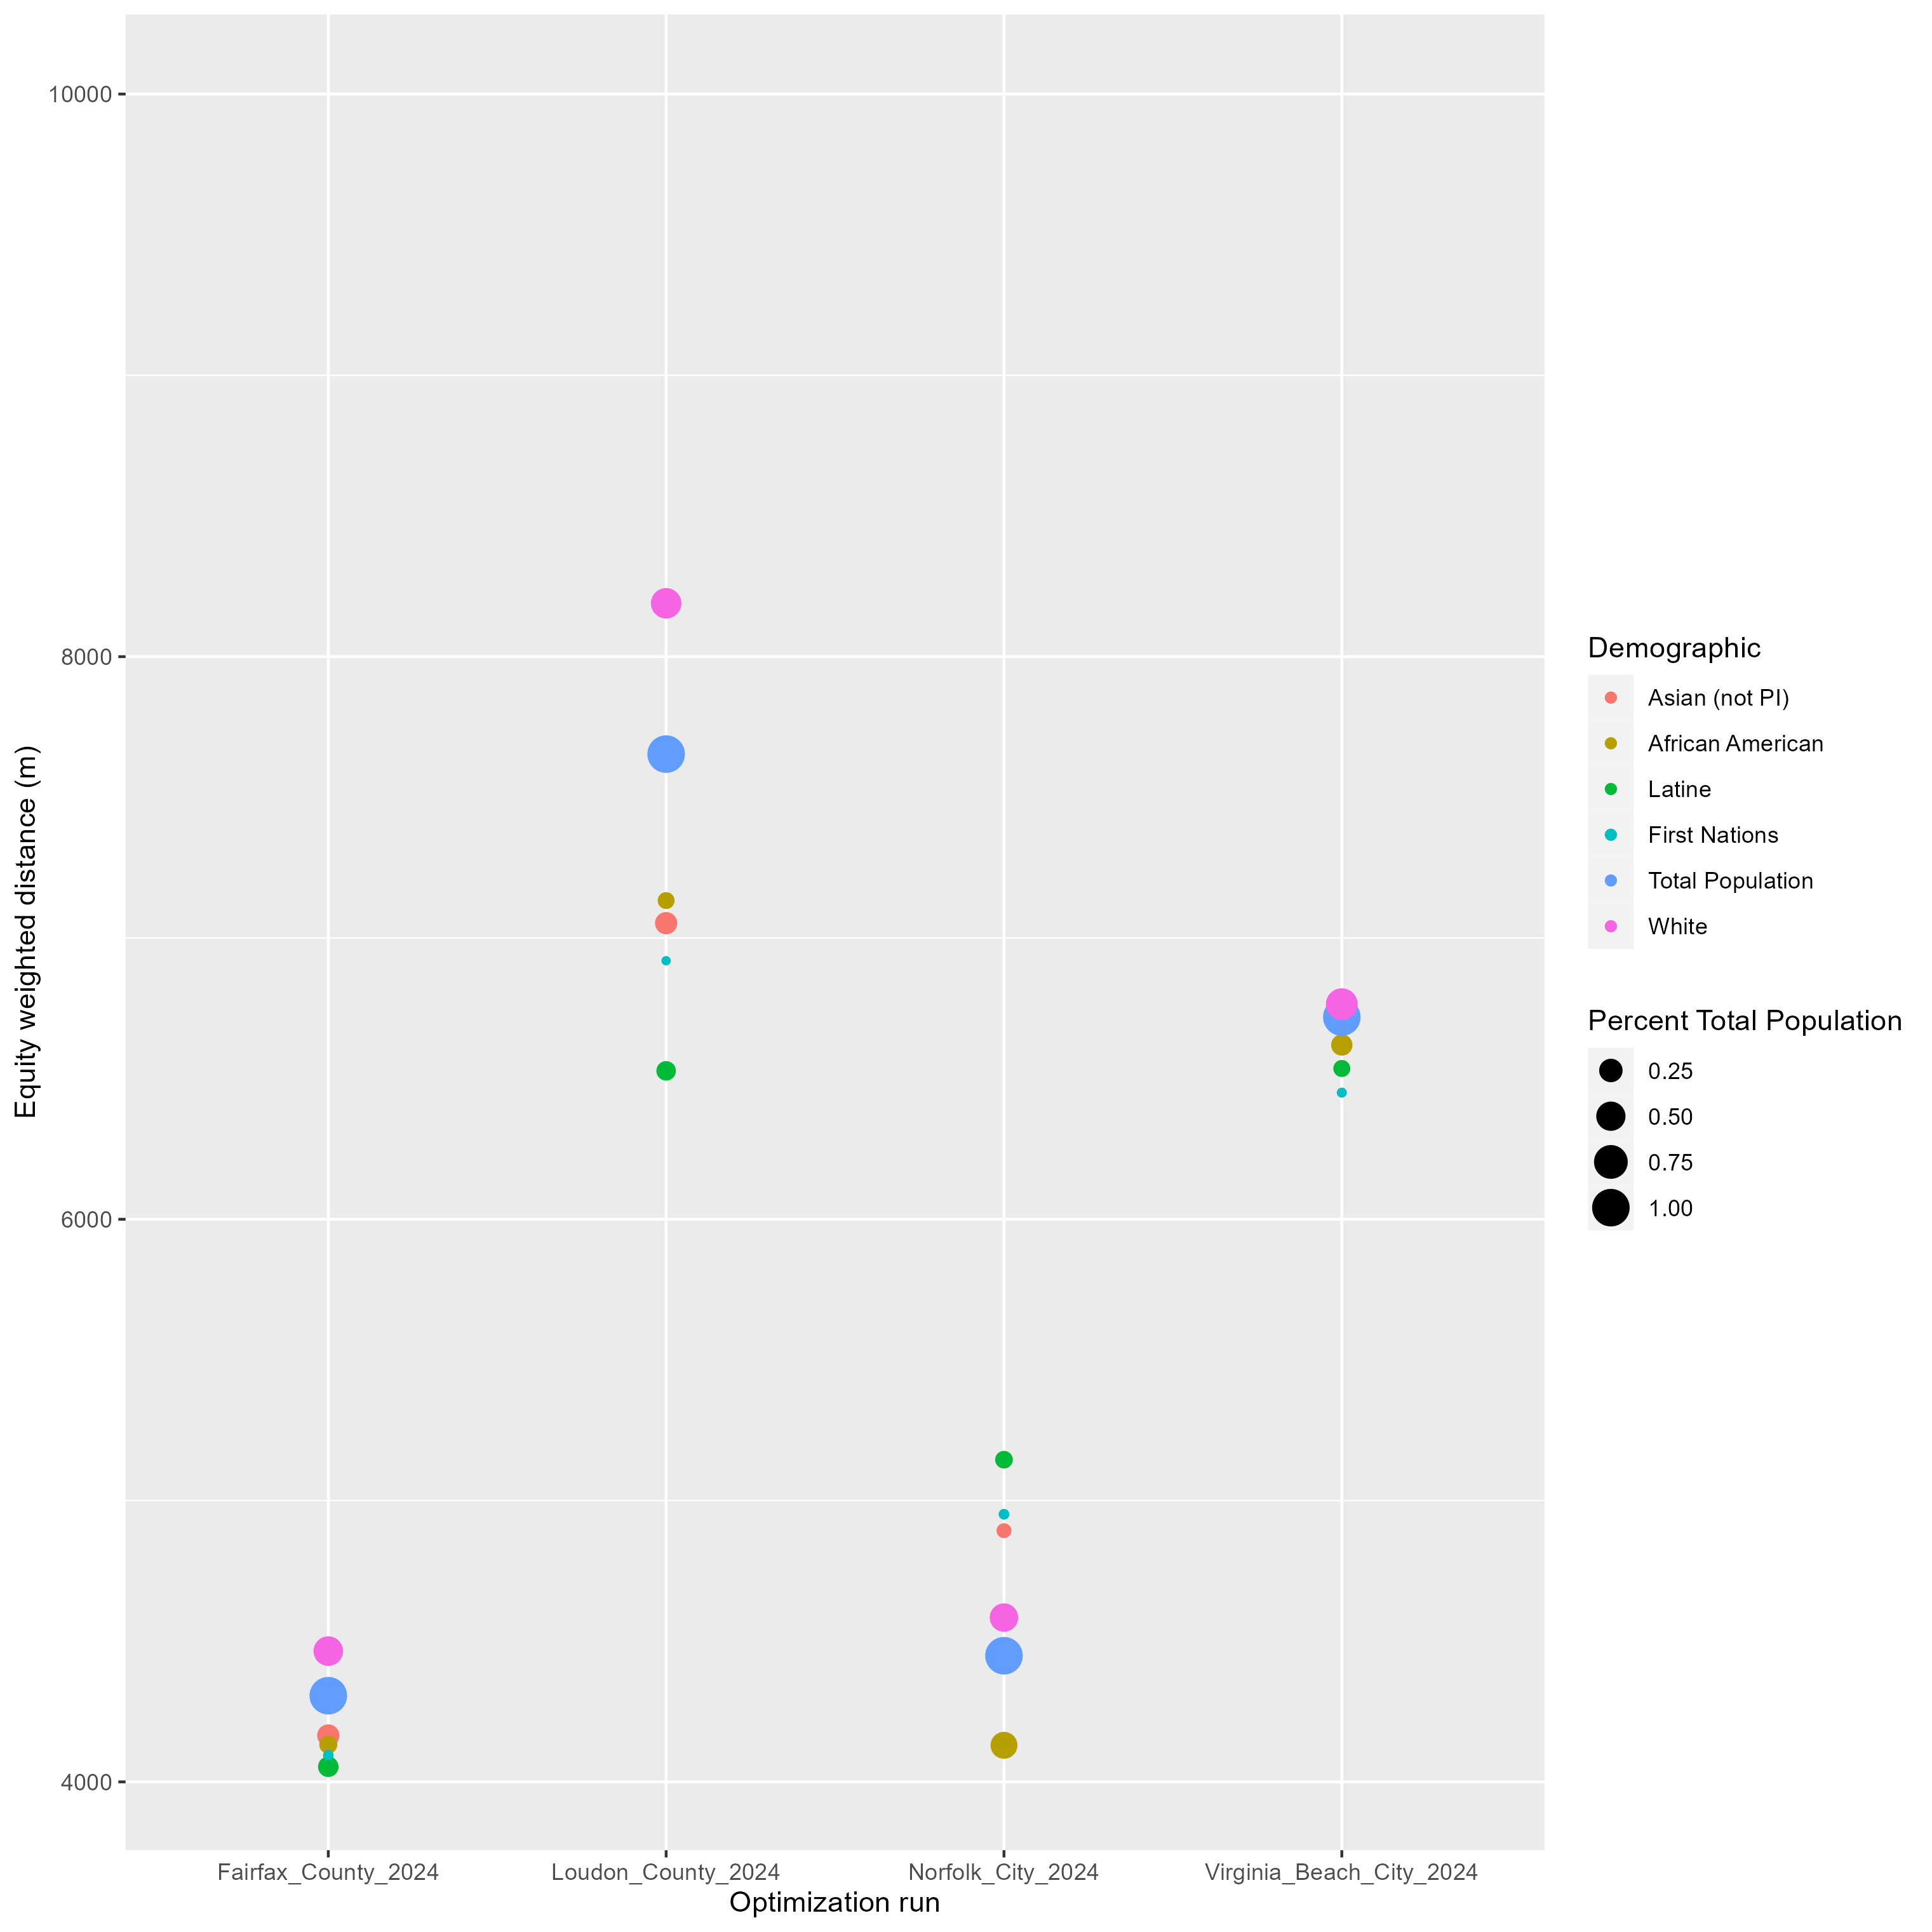 10000
8000
6000
4000
Equity weighted distance (m)
Fairfax_County_2024
Loudon_County_2024
Norfolk_City_2024
Virginia_Beach_City_2024
Optimization run
Demographic
Asian (not PI)
African American
Latine
First Nations
Total Population
White
Percent Total Population
0.25
0.50
0.75
1.00